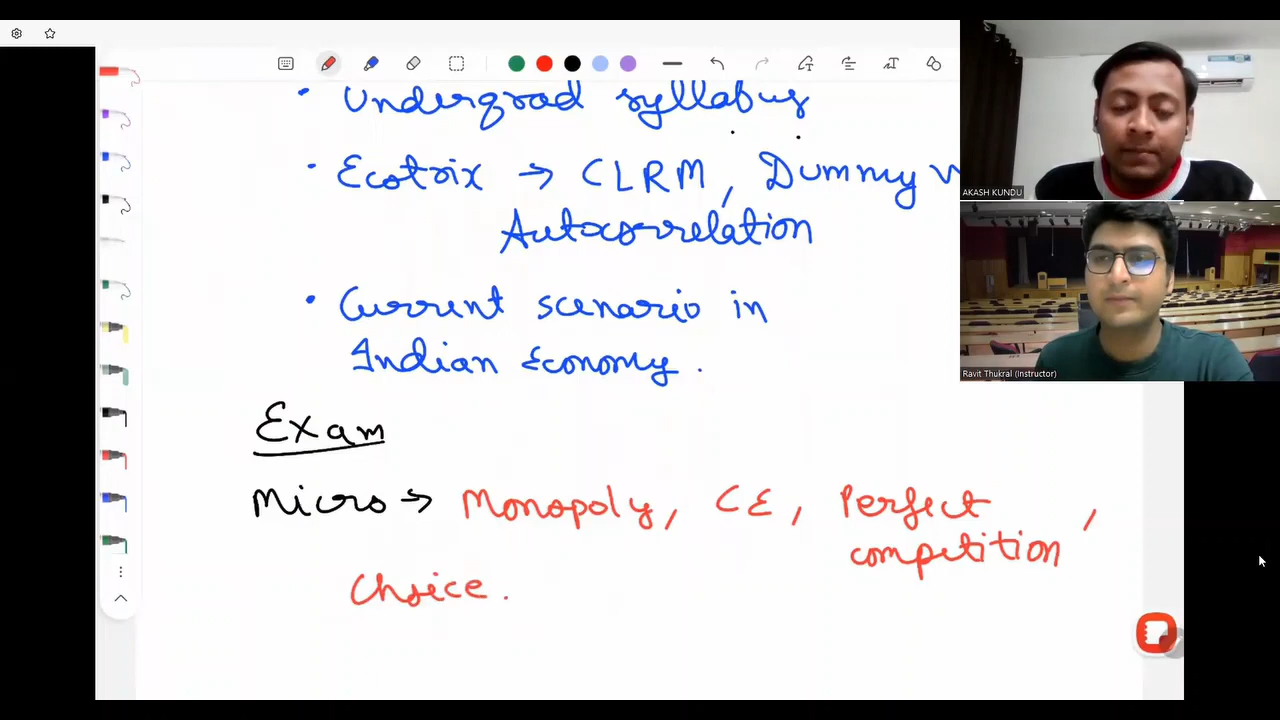 Undergrad syllabus
• Ecotrix → CLRM, Dummy
Autocorrelation
• Current scenario in
Indian Economy.
Exam
Micro → Monopoly, CE, Perfect competition,
Choice.
AKASH KUNDU
Ravit Thukral (Instructor)